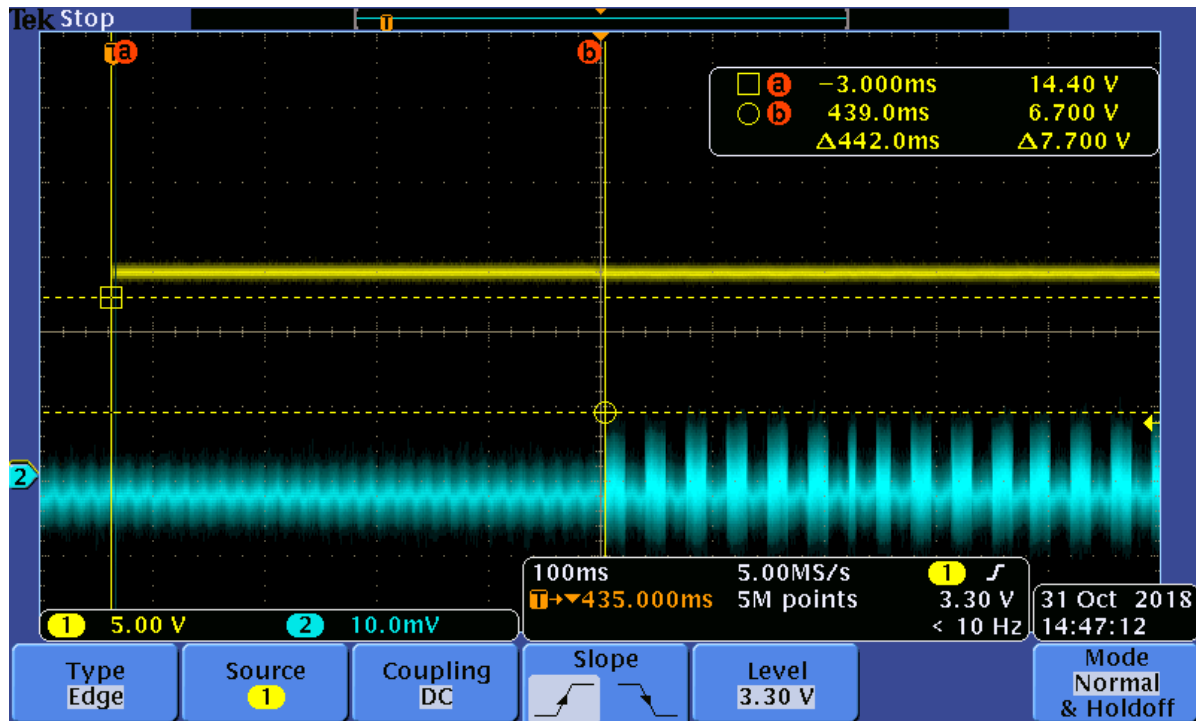 Tek Stop
T
T a
b
a −3.000ms 14.40 V
b 439.0ms 6.700 V
Δ442.0ms Δ7.700 V
2
100ms 5.00MS/s 1
T→▼435.000ms 5M points 3.30 V
< 10 Hz
1 5.00 V 2 10.0mV
31 Oct 2018
14:47:12
Type
Edge
Source
1
Coupling
DC
Slope
Level
3.30 V
Mode
Normal
& Holdoff